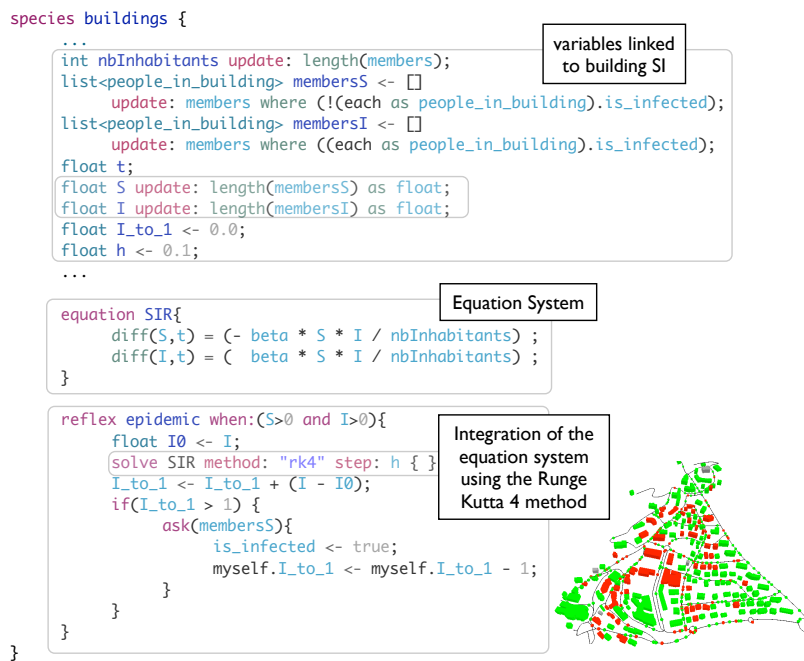 species buildings {
...
variables linked
to building SI
int nbInhabitants update: length(members);
list<people_in_building> membersS <- []
update: members where (!(each as people_in_building).is_infected);
list<people_in_building> membersI <- []
update: members where ((each as people_in_building).is_infected);
float t;
float S update: length(membersS) as float;
float I update: length(membersI) as float;
float I_to_1 <- 0.0;
float h <- 0.1;
...
Equation System
equation SIR{
diff(S,t) = (- beta * S * I / nbInhabitants) ;
diff(I,t) = (  beta * S * I / nbInhabitants) ;
}
reflex epidemic when:(S>0 and I>0){
float I0 <- I;
solve SIR method: "rk4" step: h { }
I_to_1 <- I_to_1 + (I - I0);
if(I_to_1 > 1) {
ask(membersS){
is_infected <- true;
myself.I_to_1 <- myself.I_to_1 - 1;
}
}
}
Integration of the
equation system
using the Runge
Kutta 4 method
}